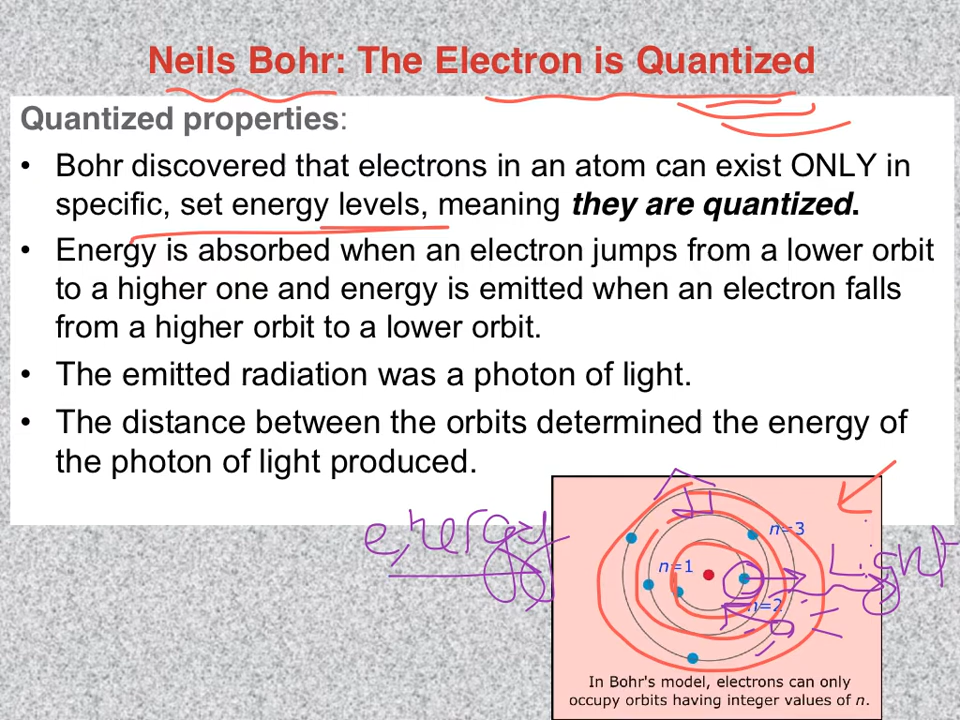 Neils Bohr: The Electron is Quantized
Quantized properties:
• Bohr discovered that electrons in an atom can exist ONLY in
specific, set energy levels, meaning they are quantized.
• Energy is absorbed when an electron jumps from a lower orbit
to a higher one and energy is emitted when an electron falls
from a higher orbit to a lower orbit.
• The emitted radiation was a photon of light.
• The distance between the orbits determined the energy of
the photon of light produced.
energy
n=3
Light
n=1
n=2
In Bohr's model, electrons can only
occupy orbits having integer values of n.